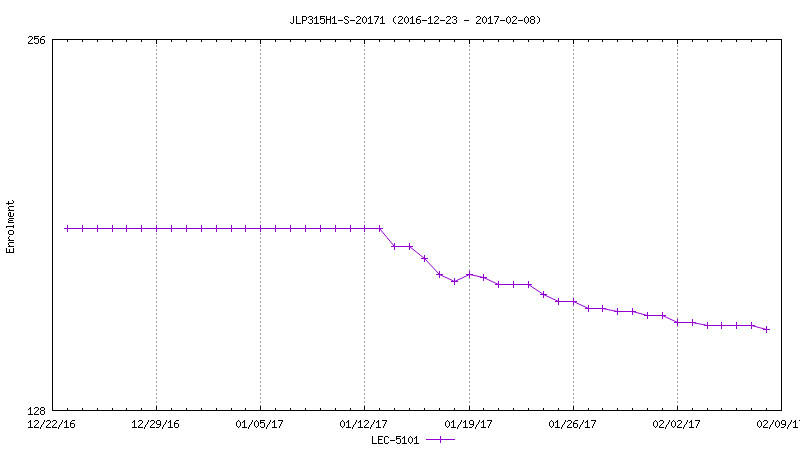 JLP315H1-S-20171 (2016-12-23 - 2017-02-08)
256
Enrolment
128
12/22/16 12/29/16 01/05/17 01/12/17 01/19/17 01/26/17 02/02/17 02/09/17
LEC-5101